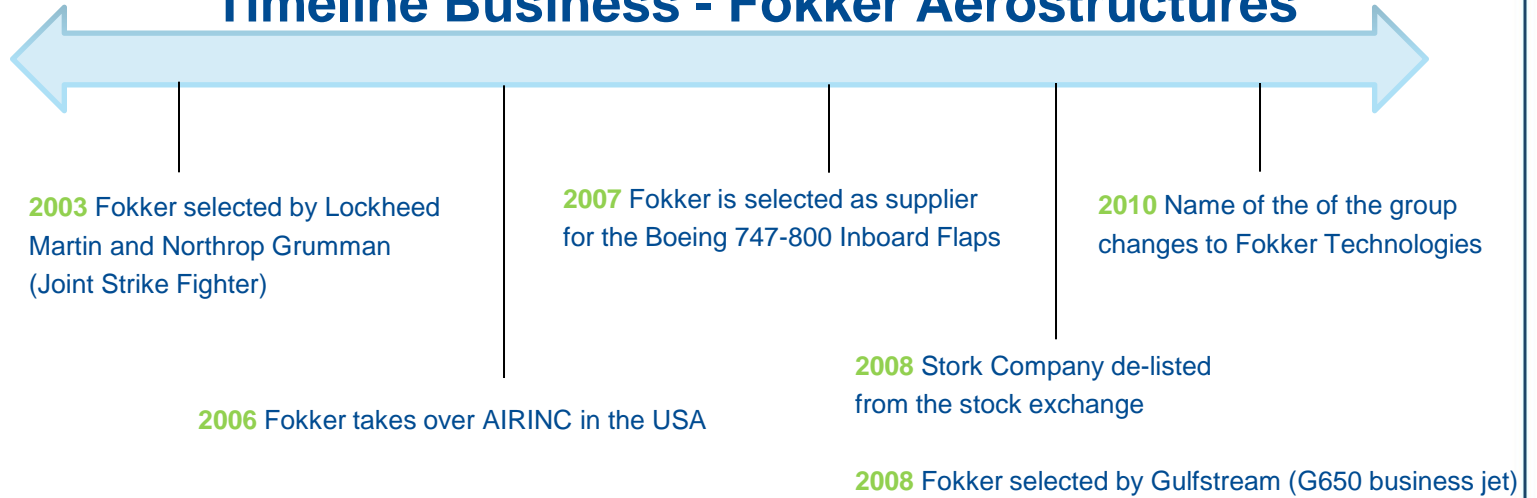 Timeline Business - Fokker Aerostructures
2003 Fokker selected by Lockheed
Martin and Northrop Grumman
(Joint Strike Fighter)
2006 Fokker takes over AIRINC in the USA
2007 Fokker is selected as supplier
for the Boeing 747-800 Inboard Flaps
2008 Stork Company de-listed
from the stock exchange
2008 Fokker selected by Gulfstream (G650 business jet)
2010 Name of the of the group
changes to Fokker Technologies